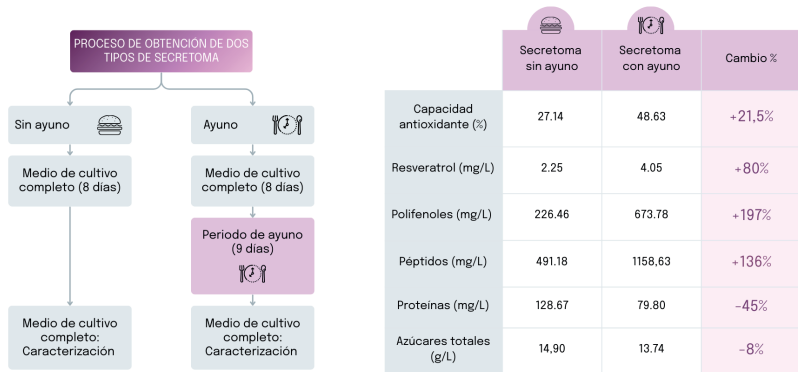 PROCESO DE OBTENCIÓN DE DOS
TIPOS DE SECRETOMA
Sin ayuno
Ayuno
Medio de cultivo
completo (8 días)
Medio de cultivo
completo (8 días)
Periodo de ayuno
(9 días)
Medio de cultivo
completo:
Caracterización
Medio de cultivo
completo:
Caracterización
Secretoma
sin ayuno
Secretoma
con ayuno
Cambio %
Capacidad
antioxidante (%)
27.14
48.63
+21,5%
Resveratrol (mg/L)
2.25
4.05
+80%
Polifenoles (mg/L)
226.46
673.78
+197%
Péptidos (mg/L)
491.18
1158,63
+136%
Proteínas (mg/L)
128.67
79.80
-45%
Azúcares totales
(g/L)
14,90
13.74
-8%